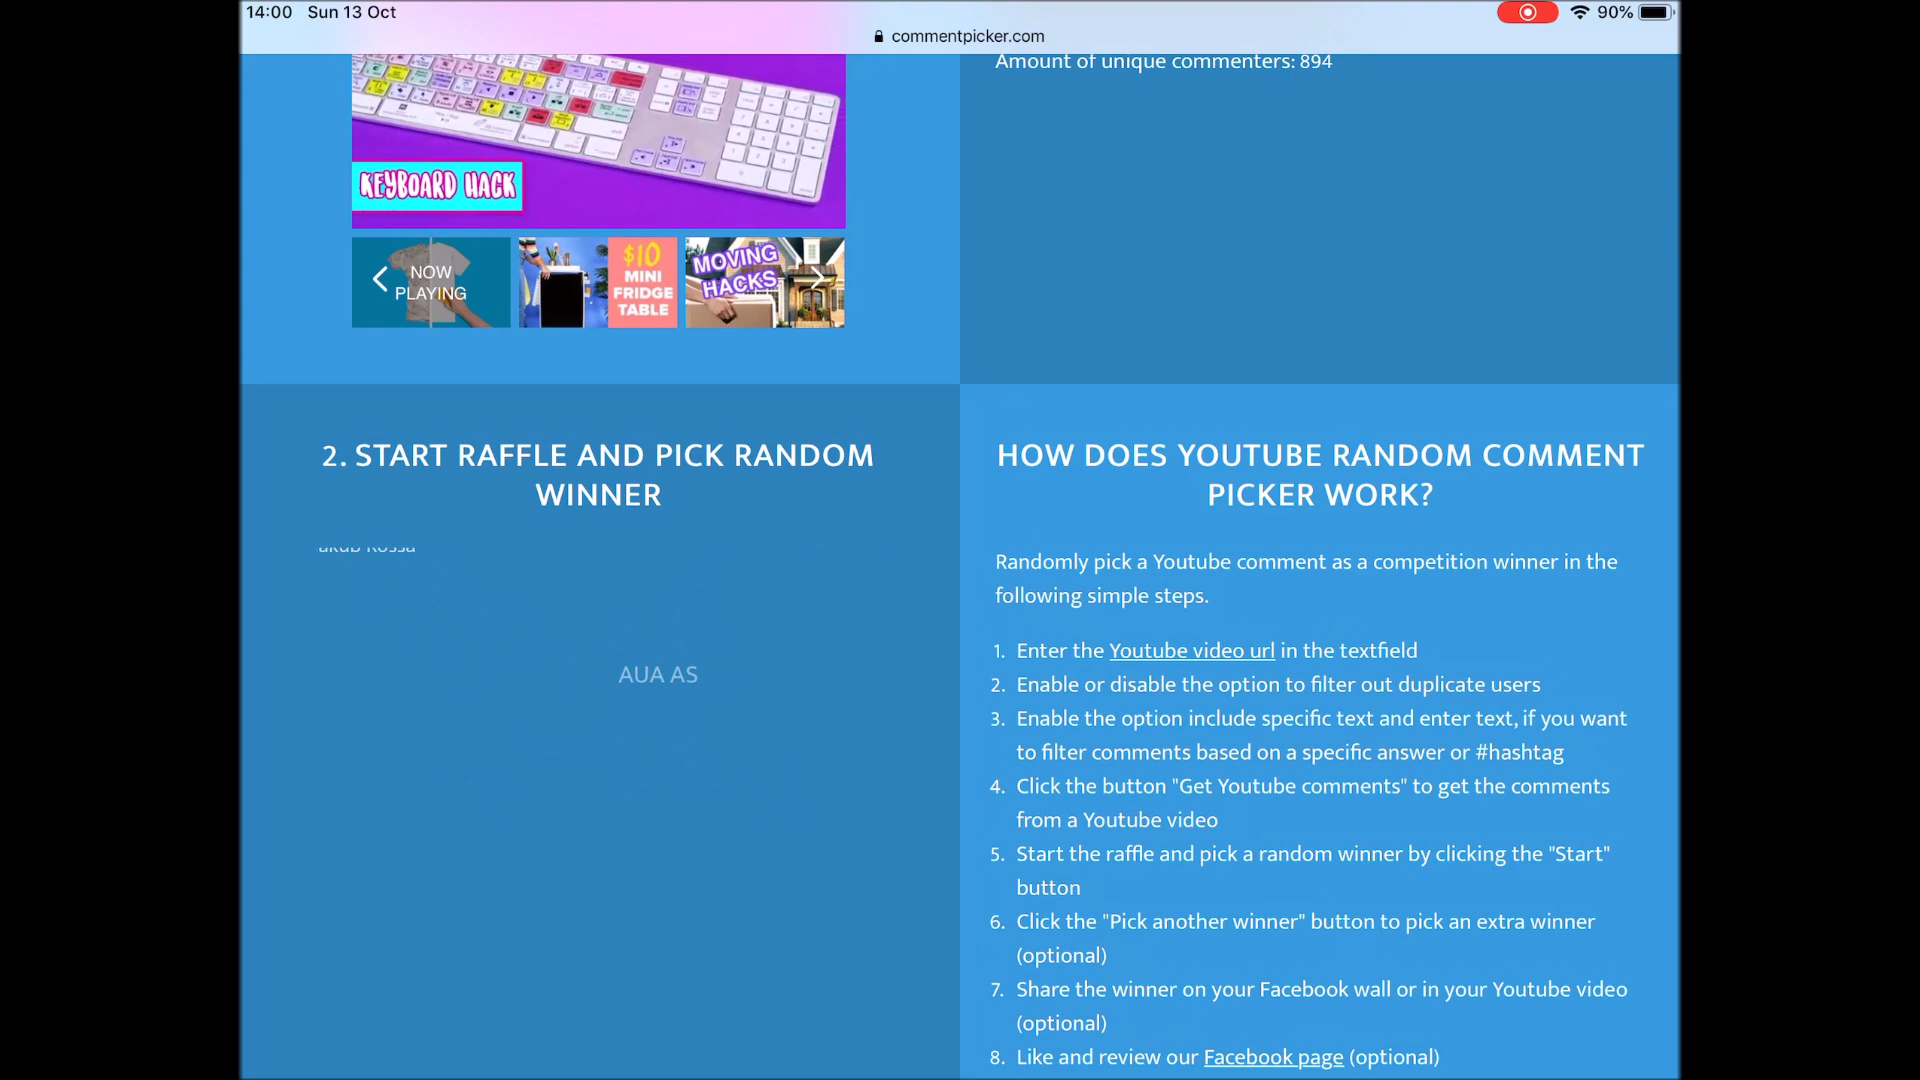 14:00 Sun 13 Oct
90%
commentpicker.com
KEYBOARD HACK
NOW
PLAYING
$10
MINI
FRIDGE
TABLE
MOVING
HACKS
Amount of unique commenters: 894
2. START RAFFLE AND PICK RANDOM
WINNER
AUA AS
HOW DOES YOUTUBE RANDOM COMMENT
PICKER WORK?
Randomly pick a Youtube comment as a competition winner in the
following simple steps.
1. Enter the Youtube video url in the textfield
2. Enable or disable the option to filter out duplicate users
3. Enable the option include specific text and enter text, if you want
to filter comments based on a specific answer or #hashtag
4. Click the button "Get Youtube comments" to get the comments
from a Youtube video
5. Start the raffle and pick a random winner by clicking the "Start"
button
6. Click the "Pick another winner" button to pick an extra winner
(optional)
7. Share the winner on your Facebook wall or in your Youtube video
(optional)
8. Like and review our Facebook page (optional)